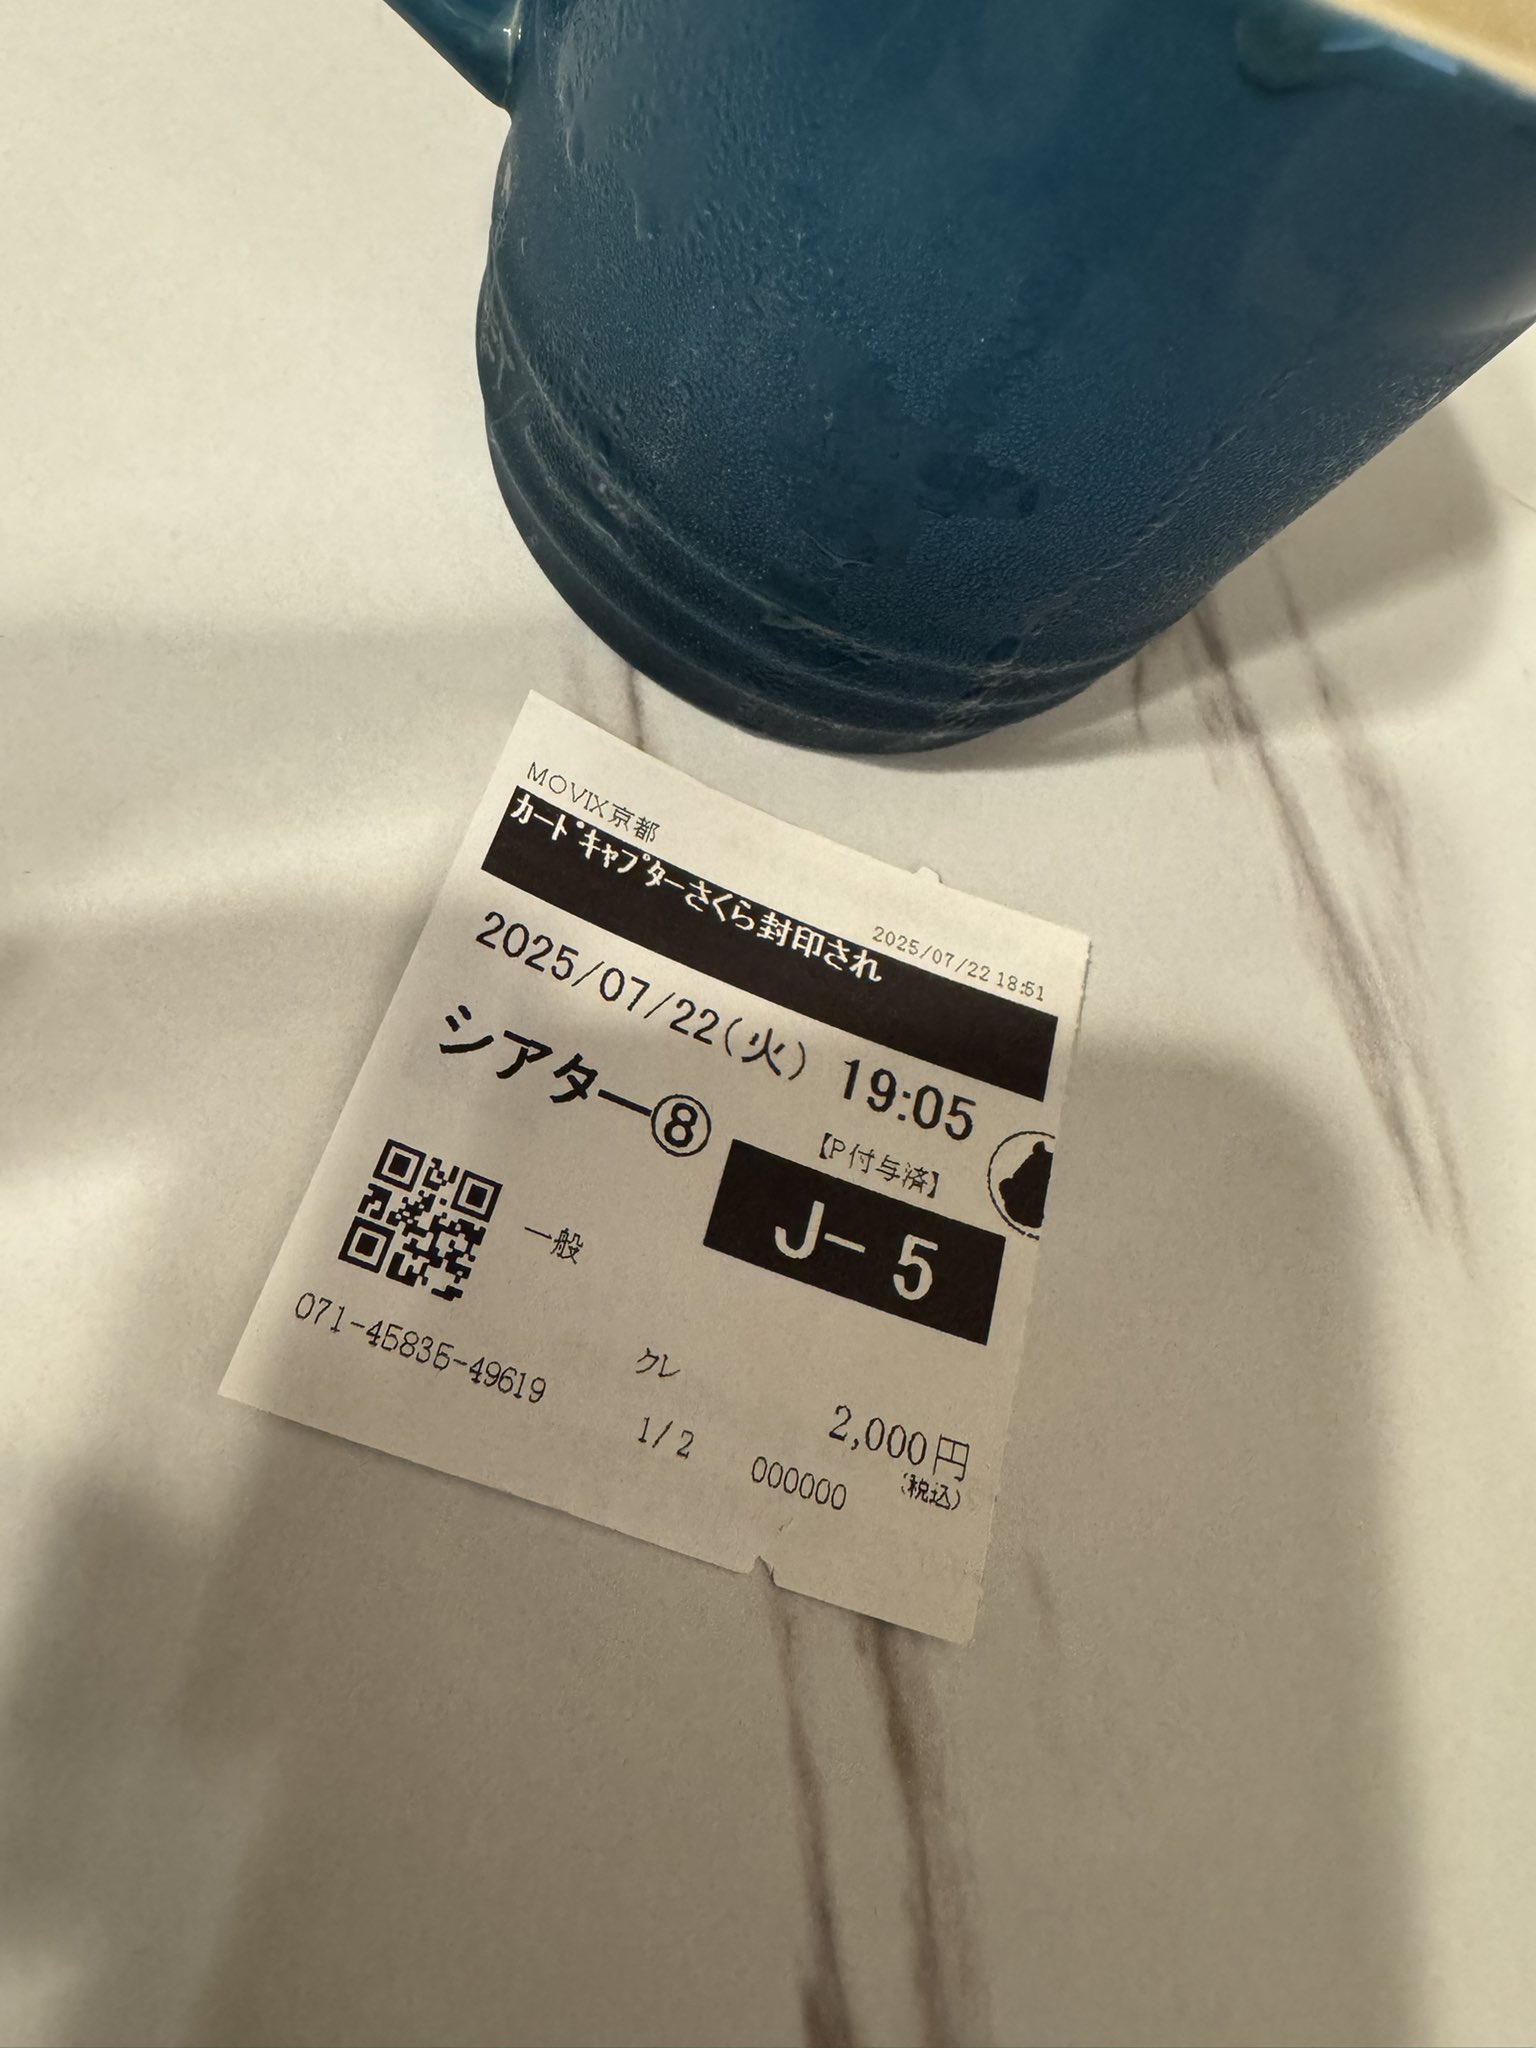 MOVIX京都
2025/07/22 18:51
カードキャプターさくら封印され
2025/07/22(火) 19:05
シアター⑧
【P付与済】
J- 5
一般
071-45835-49619
クレ
2,000円
(税込)
1/2
000000